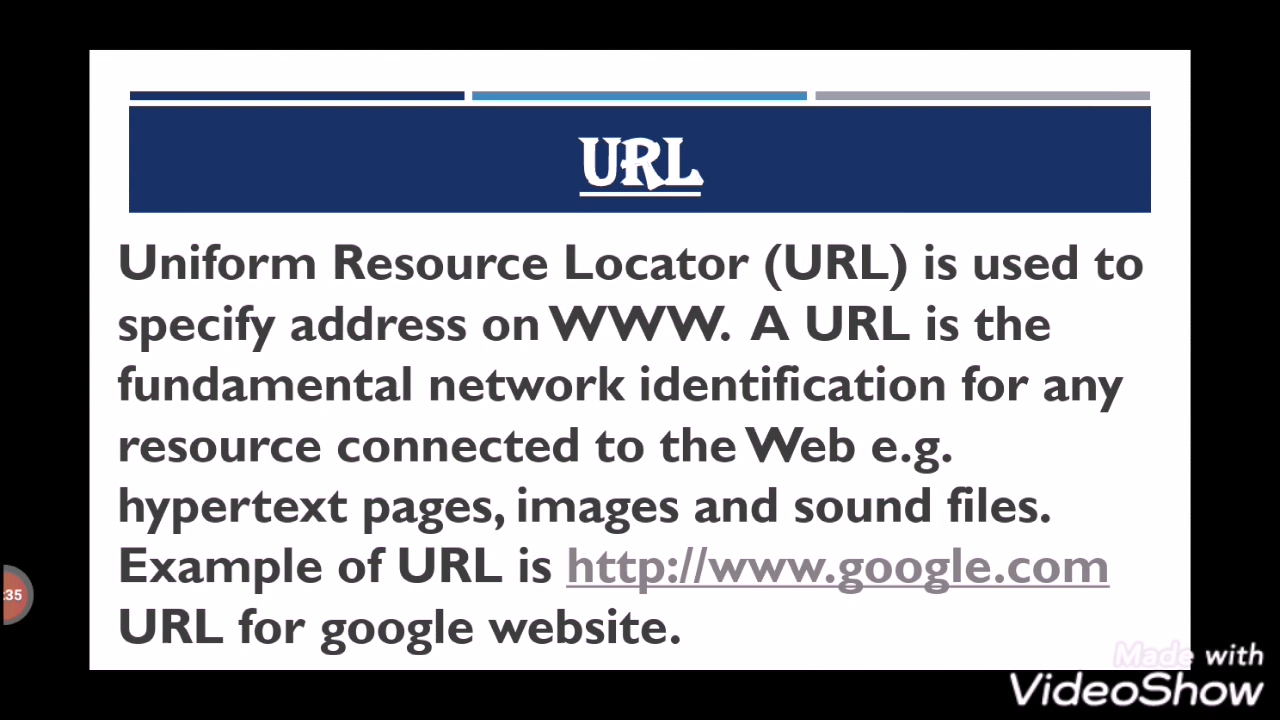 URL
Uniform Resource Locator (URL) is used to
specify address on WWW. A URL is the
fundamental network identification for any
resource connected to the Web e.g.
hypertext pages, images and sound files.
Example of URL is http://www.google.com
URL for google website.
:35
Made with
VideoShow